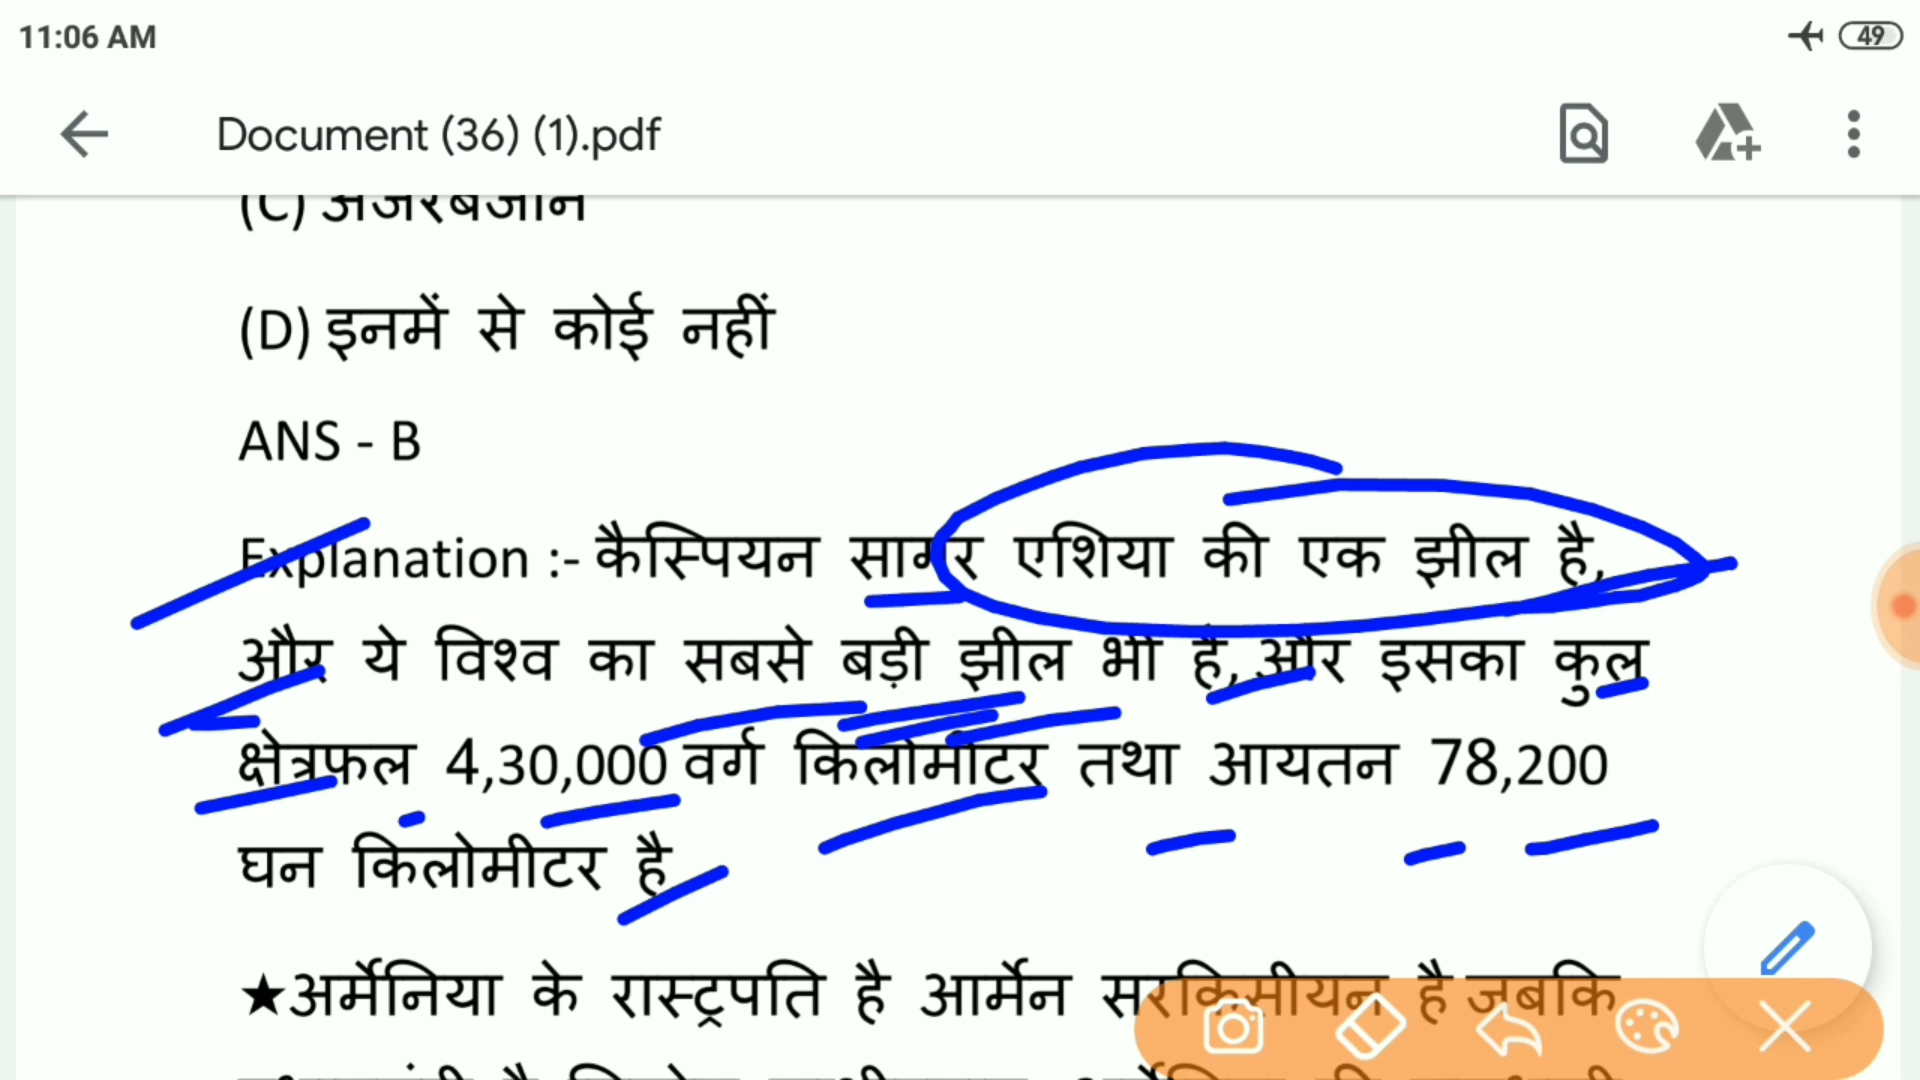 11:06 AM
49
Document (36) (1).pdf
(C) अजरबजान
(D) इनमें से कोई नहीं
ANS - B
Explanation :- कैस्पियन सागर एशिया की एक झील है,
और ये विश्व का सबसे बड़ी झील भी है, और इसका कुल
क्षेत्रफल 4,30,000 वर्ग किलोमीटर तथा आयतन 78,200
घन किलोमीटर है
★अर्मेनिया के रास्ट्रपति है आर्मेन सरकिसीयन है जबकि